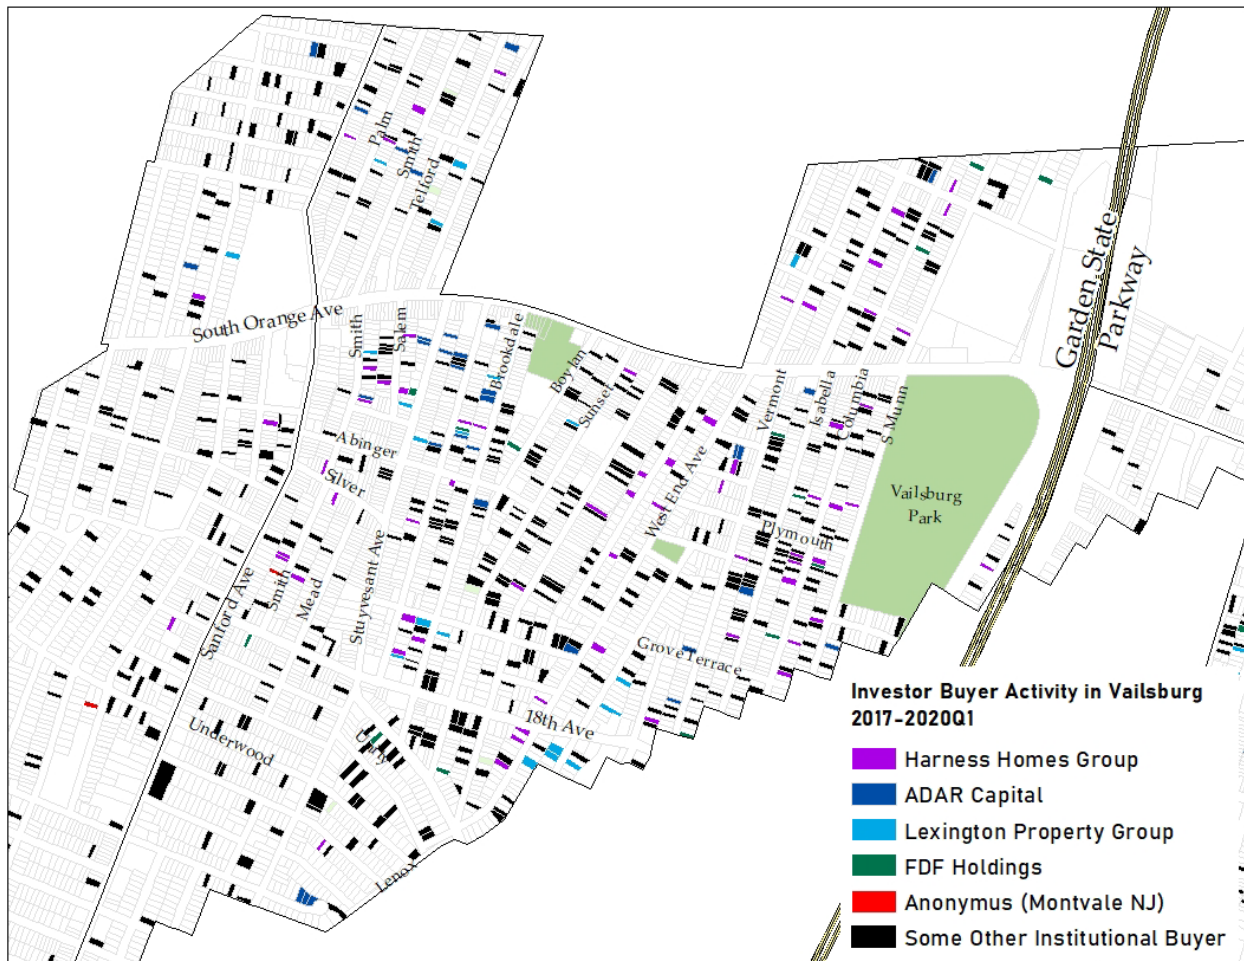 Palm
Smith
Telford
Garden State
Parkway
South Orange Ave
Smith
Salem
Brookdale
Boylan
Sunset
Vermont
Isabella
Columbia
S Munn
Abinger
Silver
West End Ave
Vailsburg
Park
Plymouth
Stuyvesant Ave
Sanford Ave
Smith
Mead
Grove Terrace
18th Ave
Underwood
Unry
Lenox
Investor Buyer Activity in Vailsburg
2017-2020Q1
Harness Homes Group
ADAR Capital
Lexington Property Group
FDF Holdings
Anonymus (Montvale NJ)
Some Other Institutional Buyer